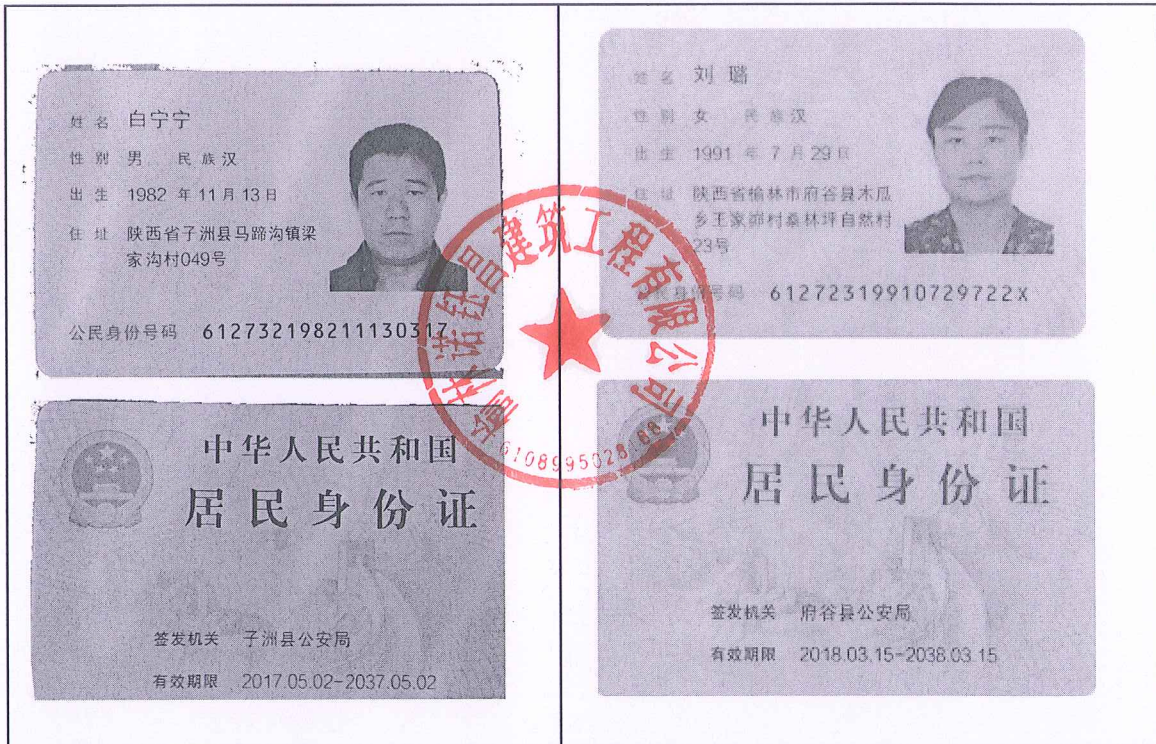 姓名 白宁宁
性别 男 民族汉
出生 1982 年 11 月 13 日
住址 陕西省子洲县马蹄沟镇梁
家沟村049号
公民身份号码 612732198211130317
中华人民共和国
居民身份证
签发机关 子洲县公安局
有效期限 2017.05.02-2037.05.02
姓名 刘璐
性别 女 民族汉
出生 1991 年 7 月 29 日
住址 陕西省榆林市府谷县木瓜
乡王家峁村桑林坪自然村
23号
公民身份号码 61272319910729722X
中华人民共和国
居民身份证
签发机关 府谷县公安局
有效期限 2018.03.15-2038.03.15
榆林诺钰昌建筑工程有限公司